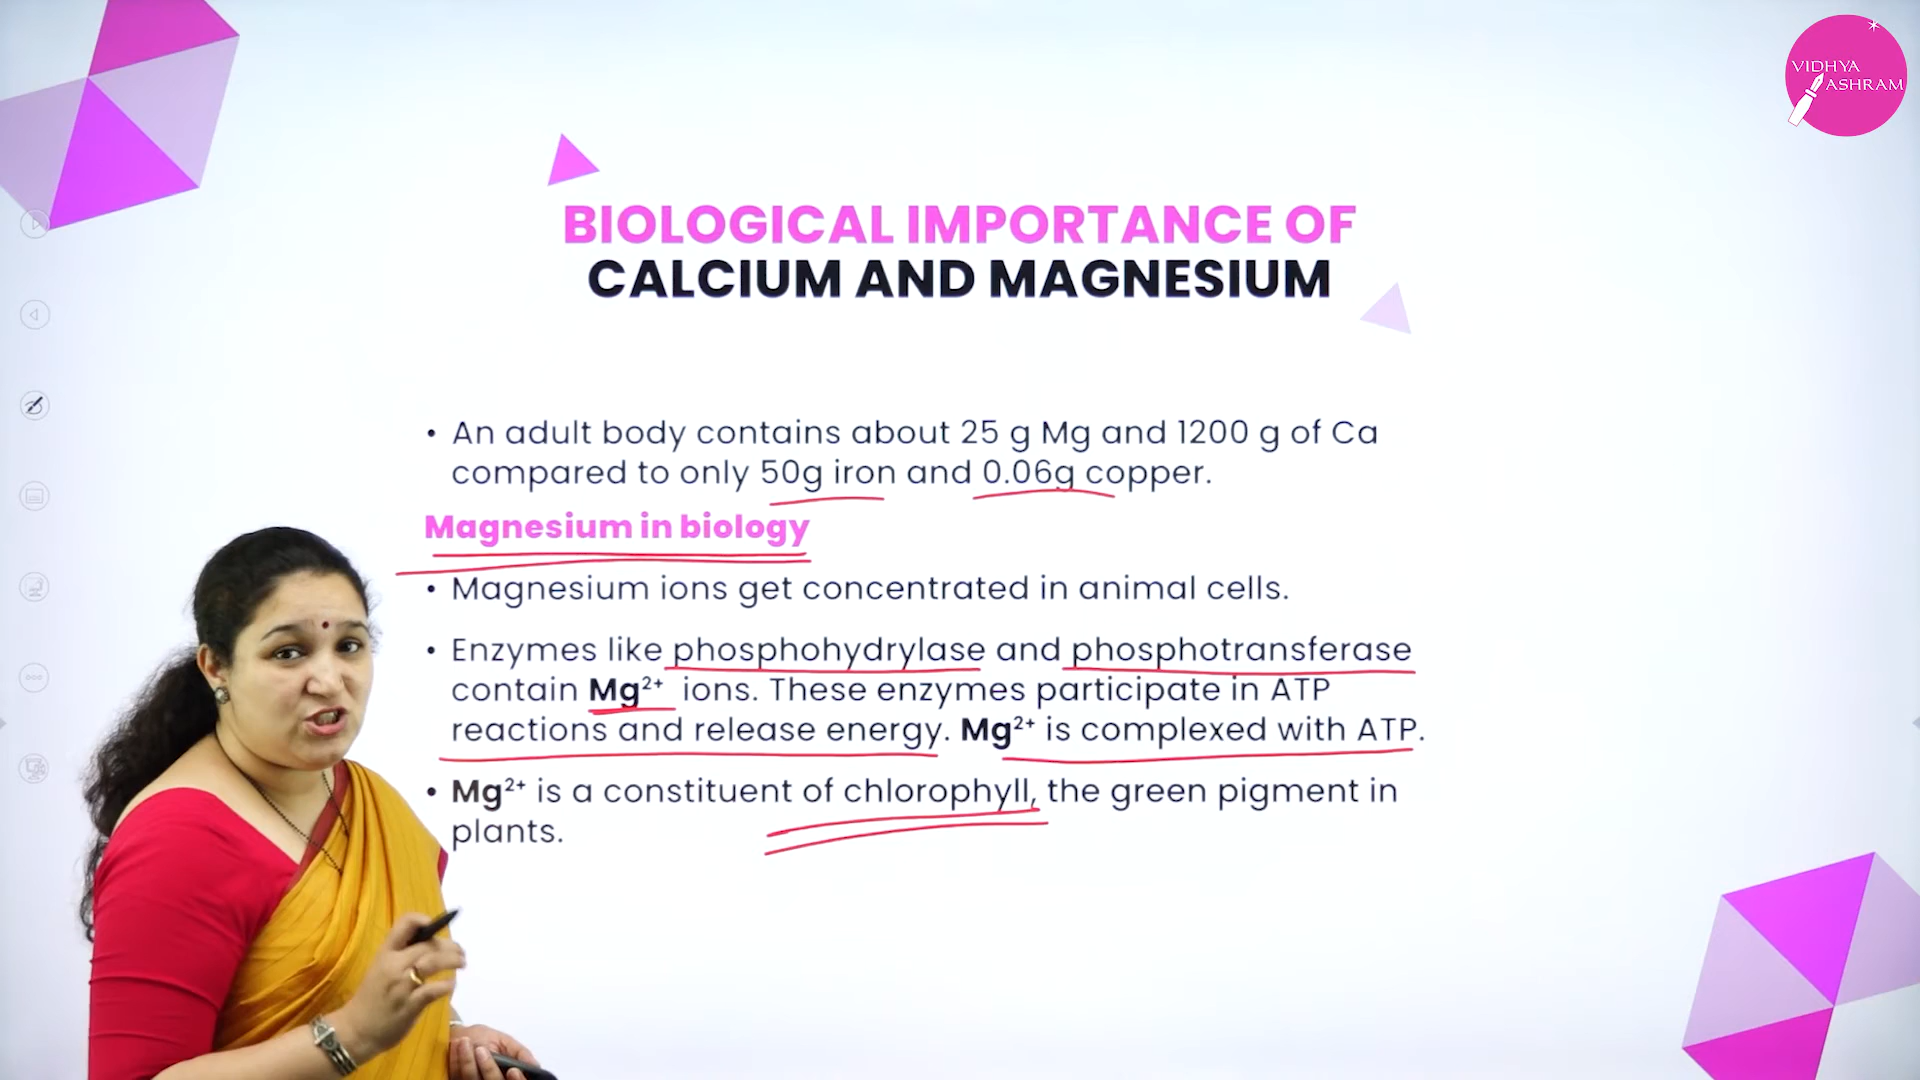 VIDHYA
ASHRAM
BIOLOGICAL IMPORTANCE OF
CALCIUM AND MAGNESIUM
• An adult body contains about 25 g Mg and 1200 g of Ca
compared to only 50g iron and 0.06g copper.
Magnesium in biology
• Magnesium ions get concentrated in animal cells.
• Enzymes like phosphohydrylase and phosphotransferase
contain Mg²⁺ ions. These enzymes participate in ATP
reactions and release energy. Mg²⁺ is complexed with ATP.
• Mg²⁺ is a constituent of chlorophyll, the green pigment in
plants.